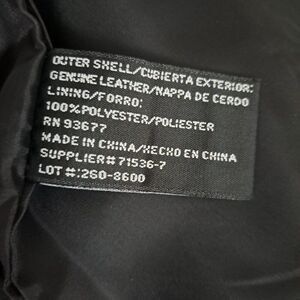 OUTER SHELL/CUBIERTA EXTERIOR:
GENUINE LEATHER/NAPPA DE CERDO
LINING/FORRO:
100%POLYESTER/POLIESTER
RN 93677
MADE IN CHINA/HECHO EN CHINA
SUPPLIER# 71536-7
LOT #:260-8600